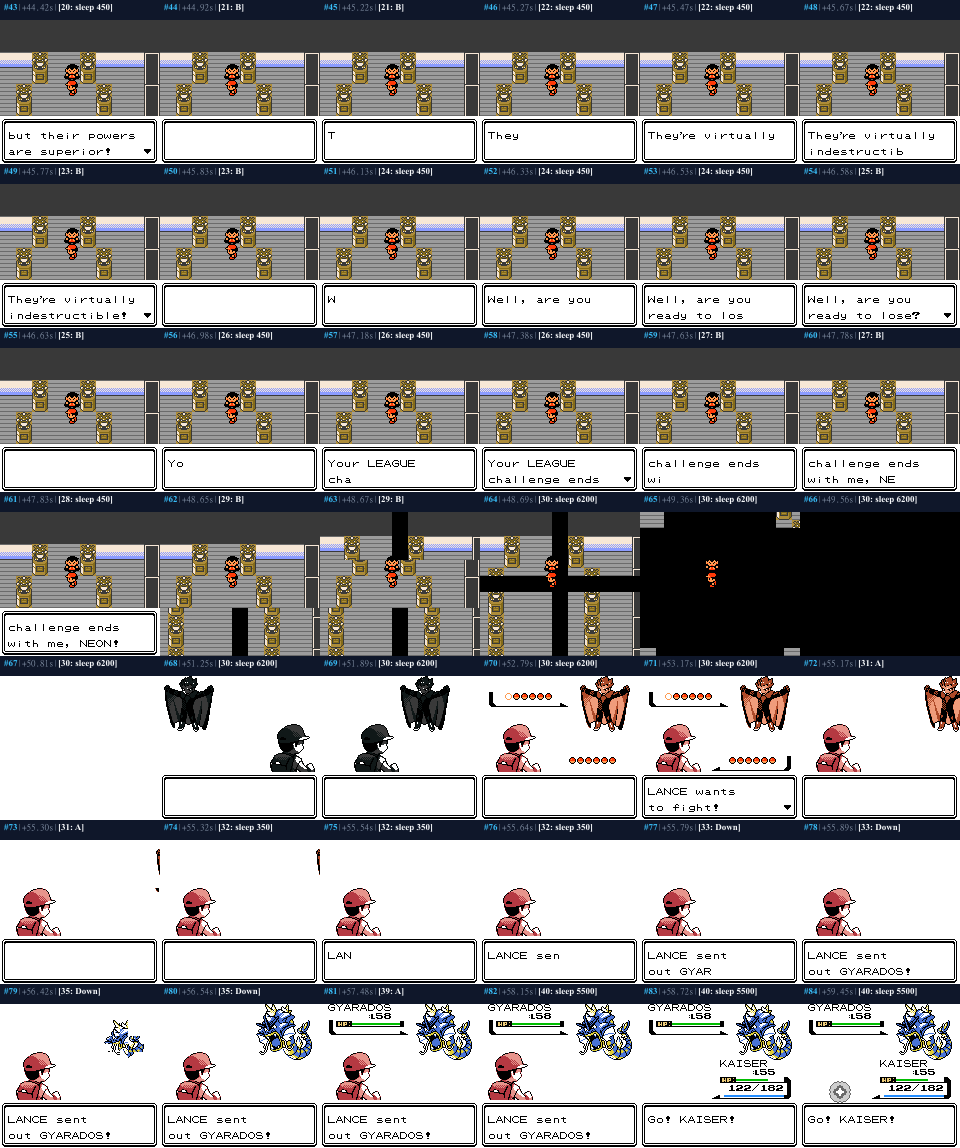 #43|+44.42s| [20: sleep 450]
#44|+44.92s| [21: B]
#45|+45.22s| [21: B]
#46|+45.27s| [22: sleep 450]
#47|+45.47s| [22: sleep 450]
#48|+45.67s| [22: sleep 450]
but their powers
are superior!
T
They
They're virtually
They're virtually
indestructib
#49|+45.77s| [23: B]
#50|+45.83s| [23: B]
#51|+46.13s| [24: sleep 450]
#52|+46.33s| [24: sleep 450]
#53|+46.53s| [24: sleep 450]
#54|+46.58s| [25: B]
They're virtually
indestructible!
W
Well, are you
Well, are you
ready to los
Well, are you
ready to lose?
#55|+46.63s| [25: B]
#56|+46.98s| [26: sleep 450]
#57|+47.18s| [26: sleep 450]
#58|+47.38s| [26: sleep 450]
#59|+47.63s| [27: B]
#60|+47.78s| [27: B]
Yo
Your LEAGUE
cha
Your LEAGUE
challenge ends
challenge ends
wi
challenge ends
with me, NE
#61|+47.83s| [28: sleep 450]
#62|+48.65s| [29: B]
#63|+48.67s| [29: B]
#64|+48.69s| [30: sleep 6200]
#65|+49.36s| [30: sleep 6200]
#66|+49.56s| [30: sleep 6200]
challenge ends
with me, NEON!
#67|+50.81s| [30: sleep 6200]
#68|+51.25s| [30: sleep 6200]
#69|+51.89s| [30: sleep 6200]
#70|+52.79s| [30: sleep 6200]
#71|+53.17s| [30: sleep 6200]
#72|+55.17s| [31: A]
LANCE wants
to fight!
#73|+55.30s| [31: A]
#74|+55.32s| [32: sleep 350]
#75|+55.54s| [32: sleep 350]
#76|+55.64s| [32: sleep 350]
#77|+55.79s| [33: Down]
#78|+55.89s| [33: Down]
LAN
LANCE sen
LANCE sent
out GYAR
LANCE sent
out GYARADOS!
#79|+56.42s| [35: Down]
#80|+56.54s| [35: Down]
#81|+57.48s| [39: A]
#82|+58.15s| [40: sleep 5500]
#83|+58.72s| [40: sleep 5500]
#84|+59.45s| [40: sleep 5500]
LANCE sent
out GYARADOS!
LANCE sent
out GYARADOS!
GYARADOS
:L58
HP:
LANCE sent
out GYARADOS!
GYARADOS
:L58
HP:
LANCE sent
out GYARADOS!
GYARADOS
:L58
HP:
KAISER
:L55
HP:
122/182
Go! KAISER!
GYARADOS
:L58
HP:
KAISER
:L55
HP:
122/182
Go! KAISER!